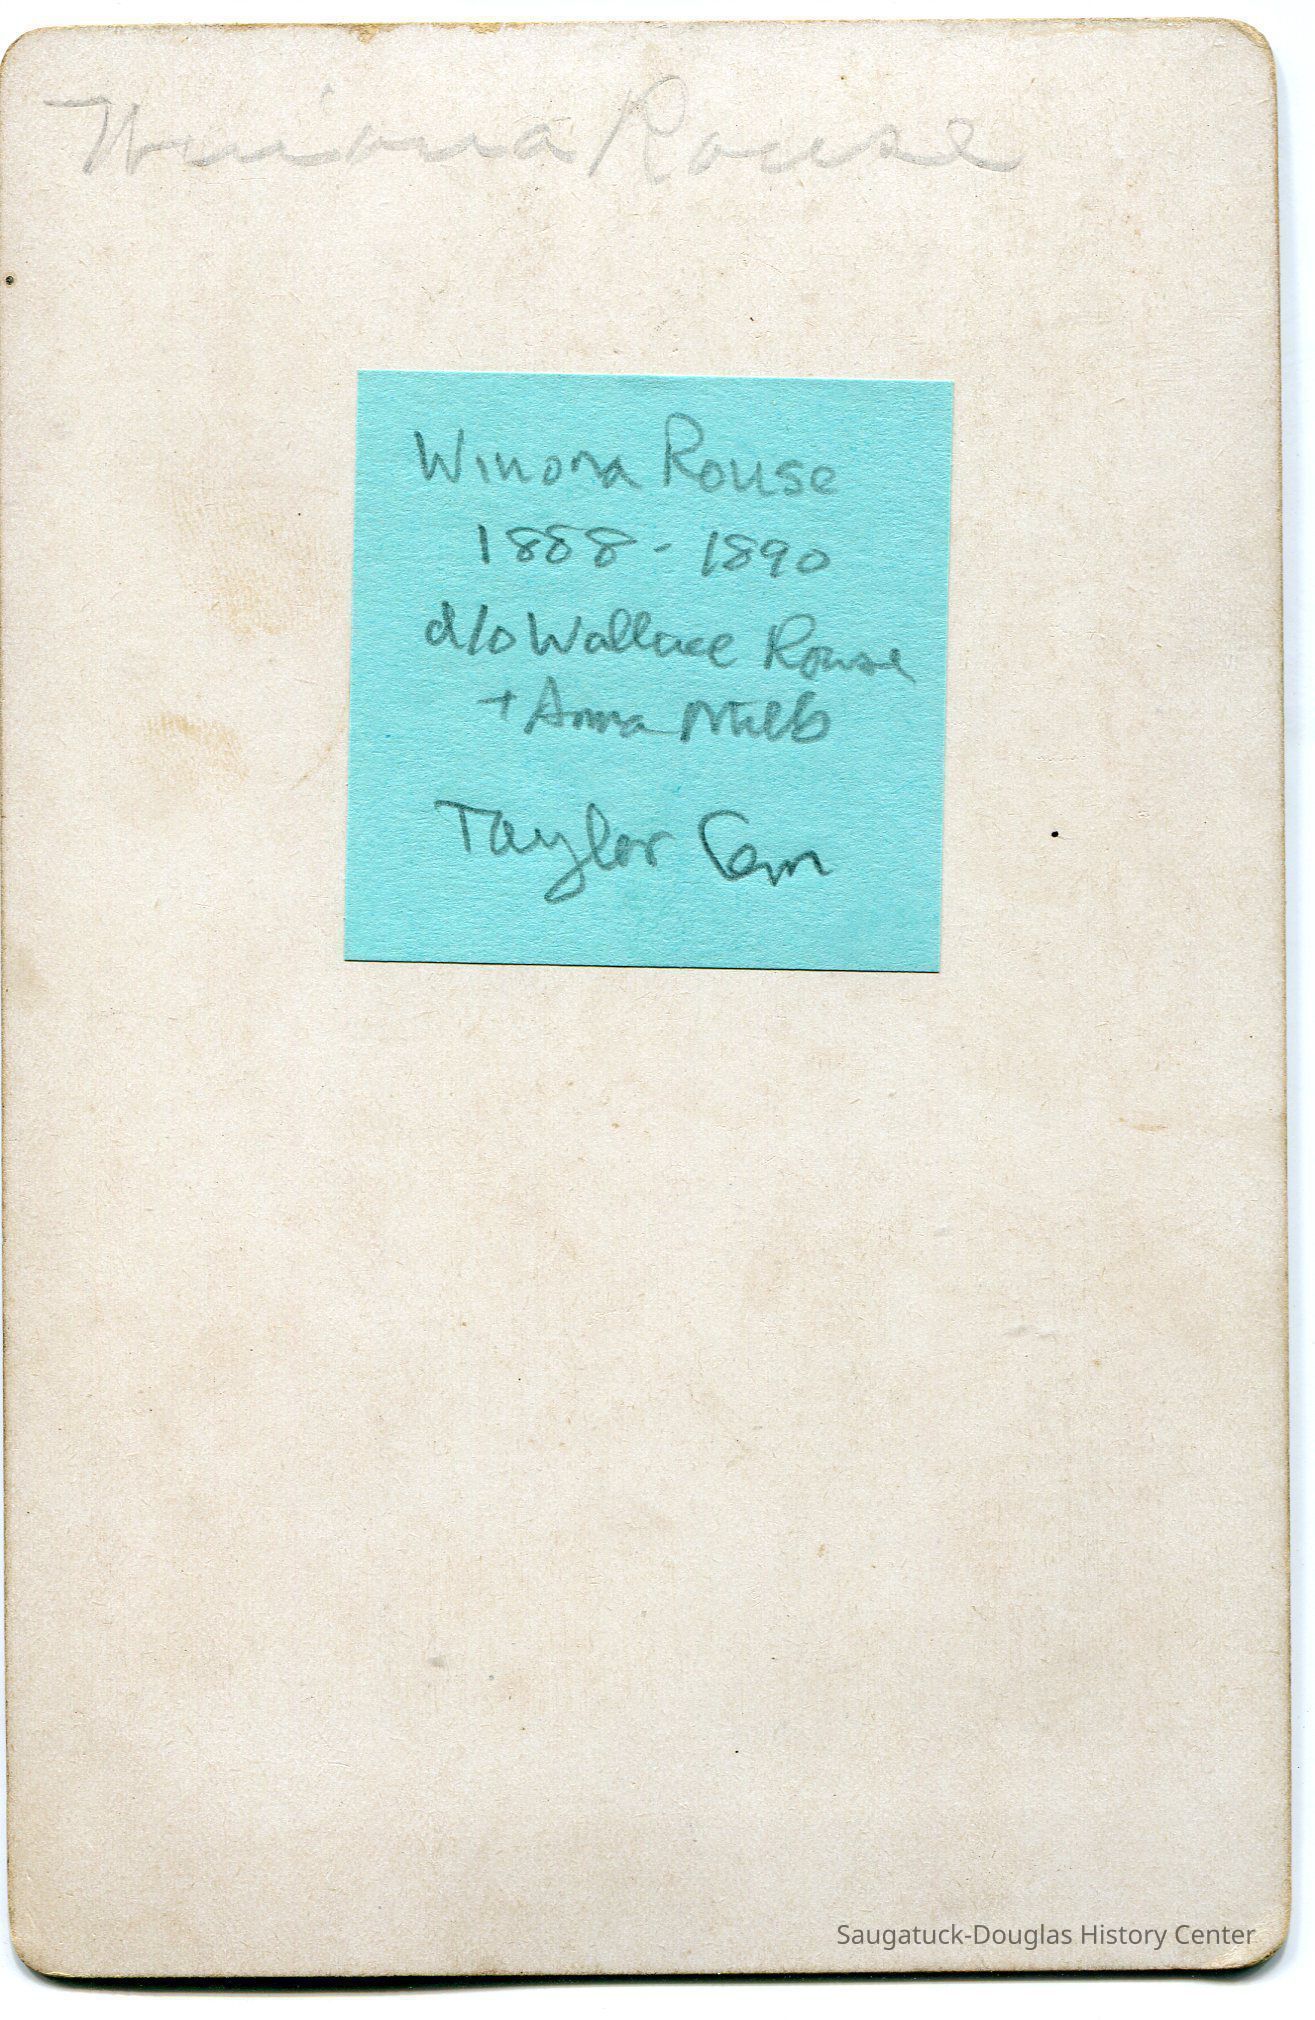 Winona Rouse
Winona Rouse
1888 - 1890
d/o Wallace Rouse
+ Anna Mills
Taylor Cem
Saugatuck-Douglas History Center